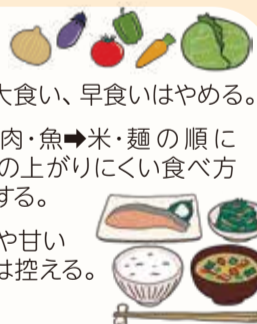 大食い、早食いはやめる。
肉・魚➡米・麺の順に
の上がりにくい食べ方
する。
や甘い
は控える。